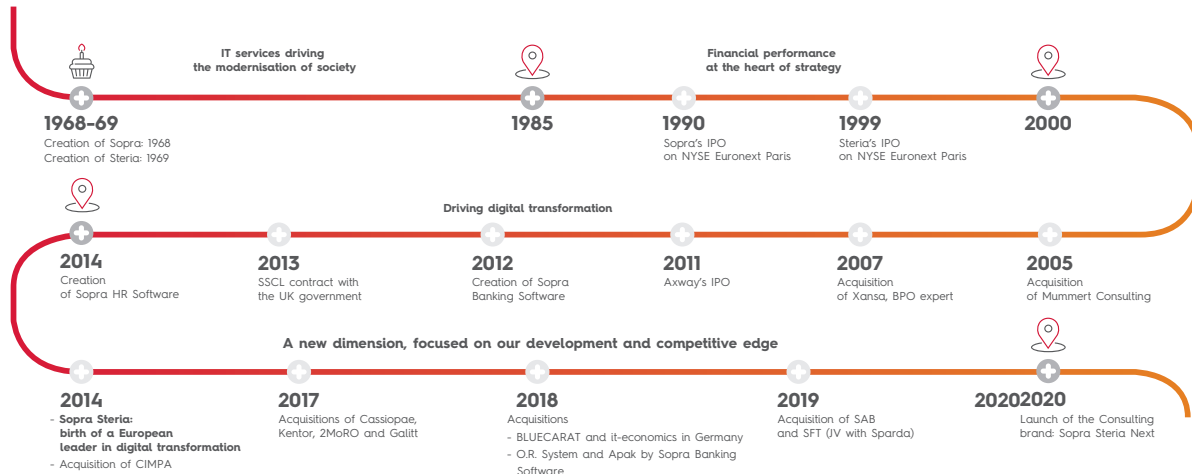 IT services driving
the modernisation of society
Financial performance
at the heart of strategy
1968-69
Creation of Sopra: 1968
Creation of Steria: 1969
1985
1990
Sopra's IPO
on NYSE Euronext Paris
1999
Steria's IPO
on NYSE Euronext Paris
2000
Driving digital transformation
2014
Creation
of Sopra HR Software
2013
SSCL contract with
the UK government
2012
Creation of Sopra
Banking Software
2011
Axway's IPO
2007
Acquisition
of Xansa, BPO expert
2005
Acquisition
of Mummert Consulting
A new dimension, focused on our development and competitive edge
2014
- Sopra Steria:
birth of a European
leader in digital transformation
- Acquisition of CIMPA
2017
Acquisitions of Cassiopae,
Kentor, 2MoRO and Galitt
2018
Acquisitions
- BLUECARAT and it-economics in Germany
- O.R. System and Apak by Sopra Banking
Software
2019
Acquisition of SAB
and SFT (JV with Sparda)
20202020
Launch of the Consulting
brand: Sopra Steria Next